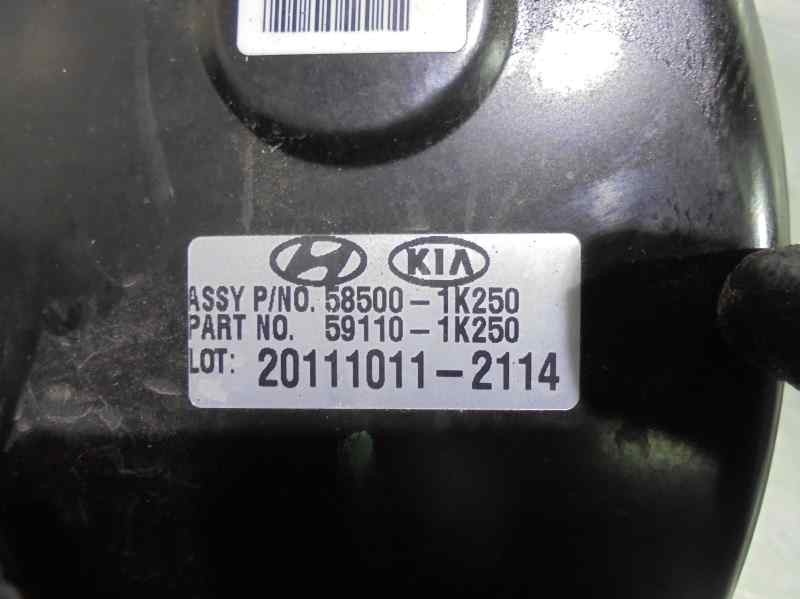 H KIA
ASSY P/NO. 58500-1K250
PART NO. 59110-1K250
LOT: 20111011-2114